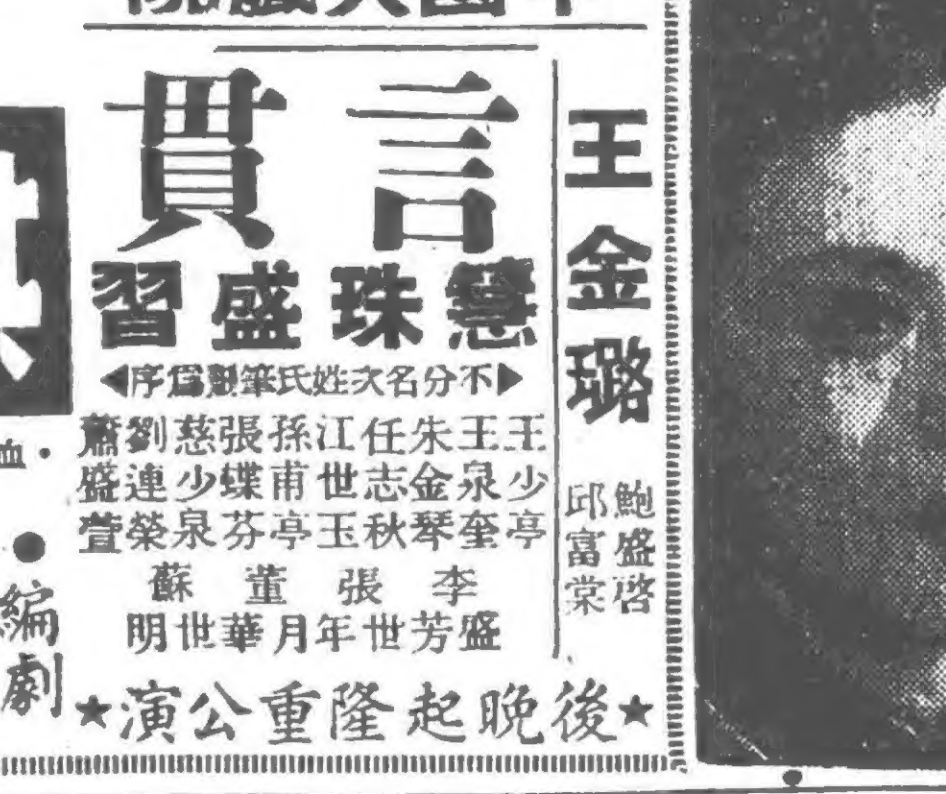 王金璐
鮑盛啓
邱富棠
言慧珠
貫盛習
▶不分名次姓氏筆劃爲序◀
王少亭
王泉奎
朱金琴
任志秋
江世玉
孫甫亭
張蝶芬
慈少泉
劉連榮
蕭盛萱
李盛芳
張世年
董月華
蘇世明
★後晚起隆重公演★
編劇